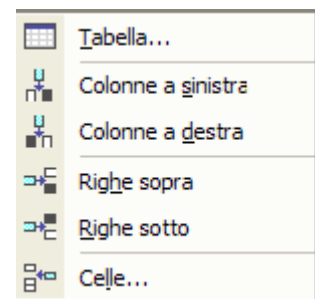 Tabella...
Colonne a sinistra
Colonne a destra
Righe sopra
Righe sotto
Celle...